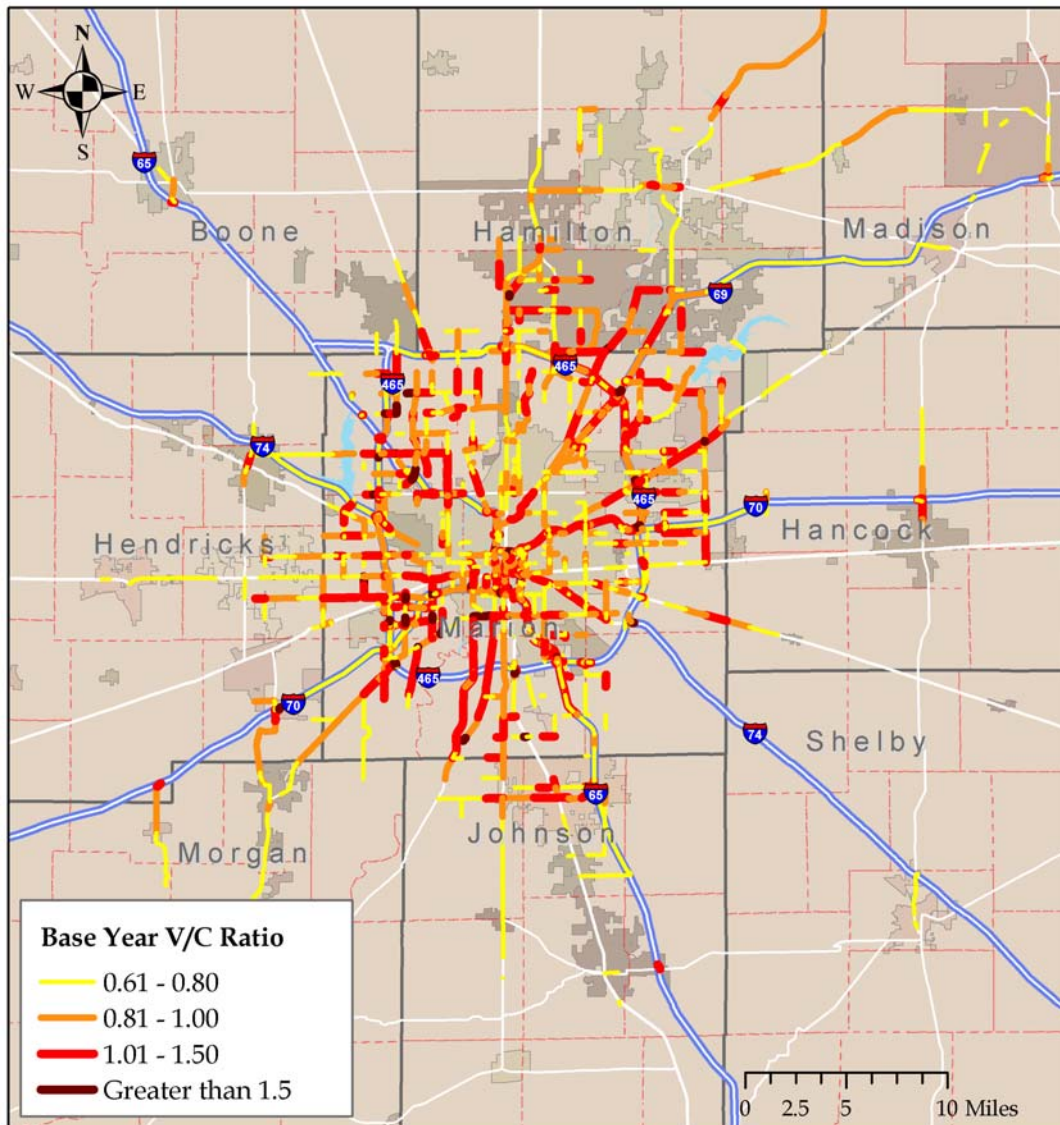 N
W E
S
65
Boone
Hamilton
Madison
69
465
465
74
465
70
Hendricks
Hancock
Marion
465
70
74
Shelby
65
Johnson
Morgan
Base Year V/C Ratio
0.61 - 0.80
0.81 - 1.00
1.01 - 1.50
Greater than 1.5
0 2.5 5 10 Miles